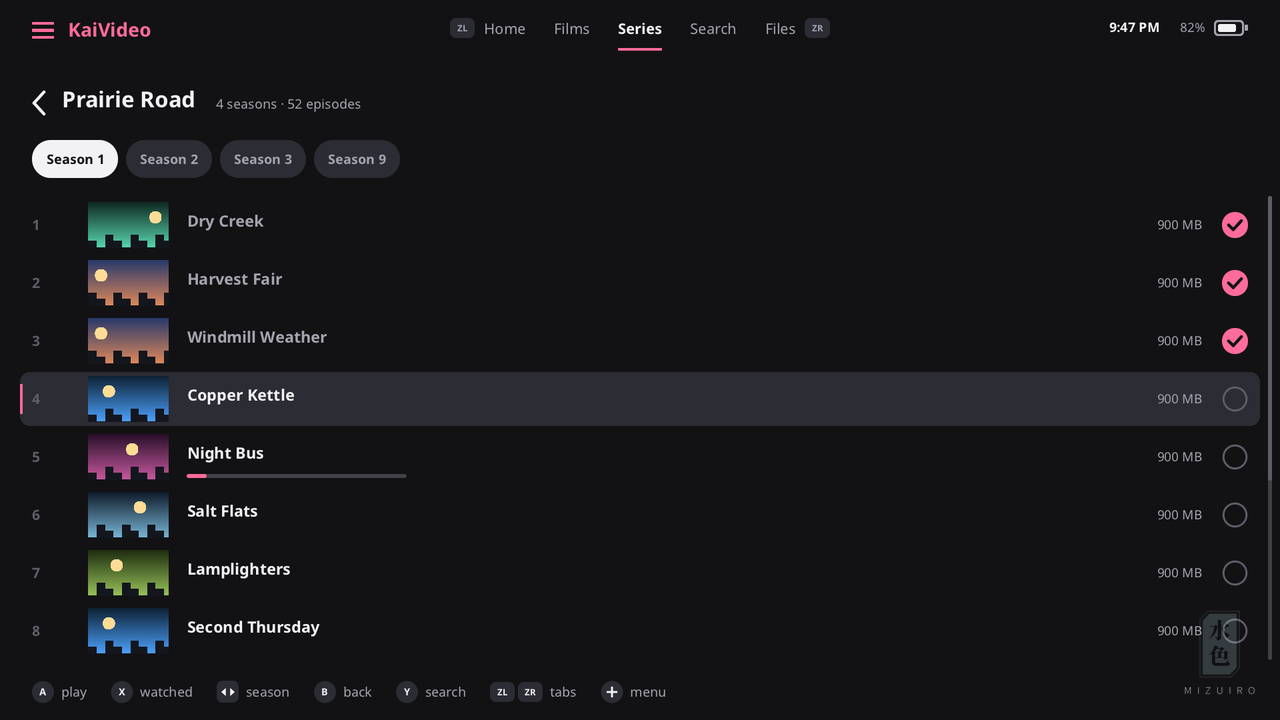 KaiVideo
ZL Home Films Series Search Files ZR
9:47 PM 82%
Prairie Road 4 seasons · 52 episodes
Season 1 Season 2 Season 3 Season 9
1 Dry Creek 900 MB
2 Harvest Fair 900 MB
3 Windmill Weather 900 MB
4 Copper Kettle 900 MB
5 Night Bus 900 MB
6 Salt Flats 900 MB
7 Lamplighters 900 MB
8 Second Thursday 900 MB
水色
MIZUIRO
A play X watched season B back Y search ZL ZR tabs menu